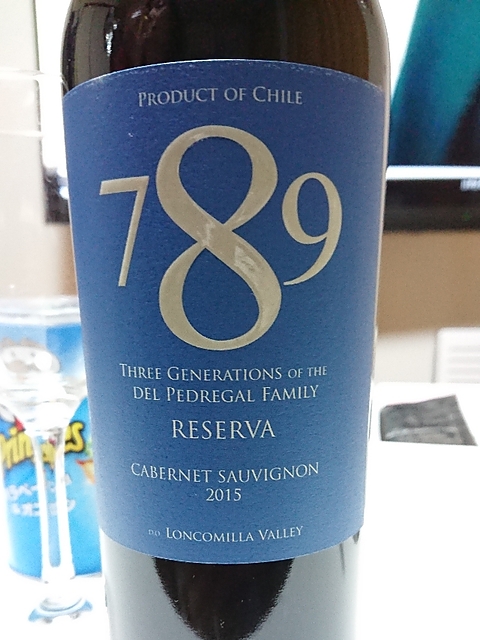 PRODUCT OF CHILE
789
THREE GENERATIONS OF THE
DEL PEDREGAL FAMILY
RESERVA
CABERNET SAUVIGNON
2015
DO LONCOMILLA VALLEY